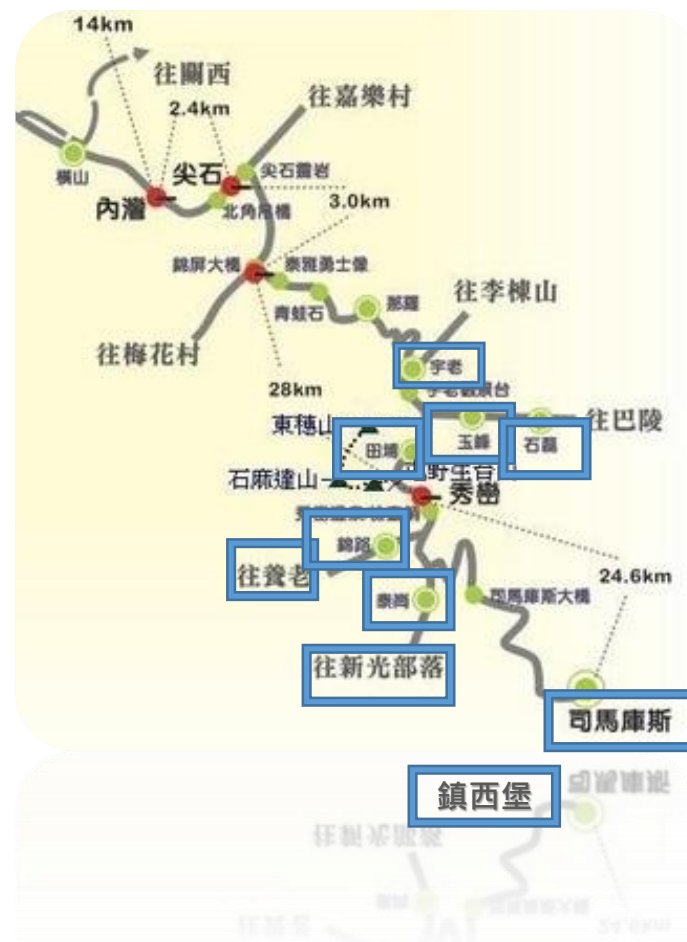 14km
往關西
2.4km
往嘉樂村
橫山
尖石
尖石靈岩
內灣
北角吊橋
3.0km
錦屏大橋
泰雅勇士像
青蛙石
那羅
往李棟山
往梅花村
28km
宇老
宇老觀景台
往巴陵
東穗山
田埔
玉峰
石磊
石麻達山
野生谷
秀巒
錦路
往養老
泰崗
24.6km
司馬庫斯大橋
往新光部落
司馬庫斯
鎮西堡